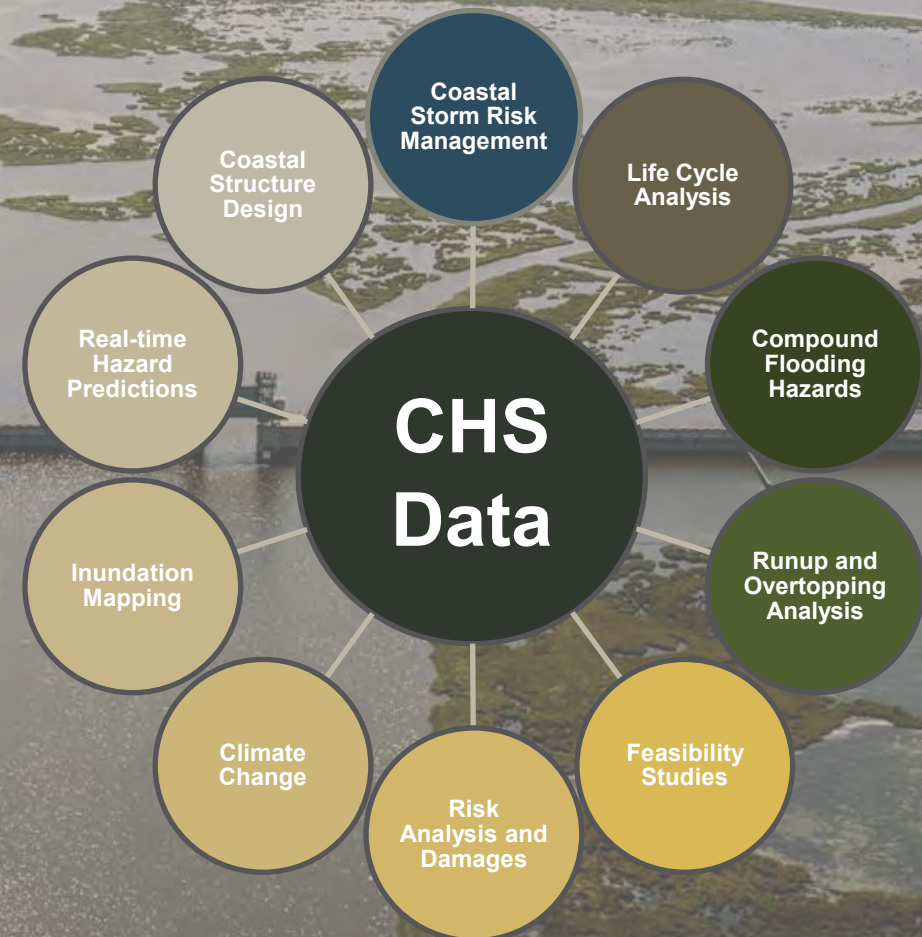 Coastal
Storm Risk
Management
Life Cycle
Analysis
Compound
Flooding
Hazards
Runup and
Overtopping
Analysis
Feasibility
Studies
Risk
Analysis and
Damages
Climate
Change
Inundation
Mapping
Real-time
Hazard
Predictions
Coastal
Structure
Design
CHS
Data